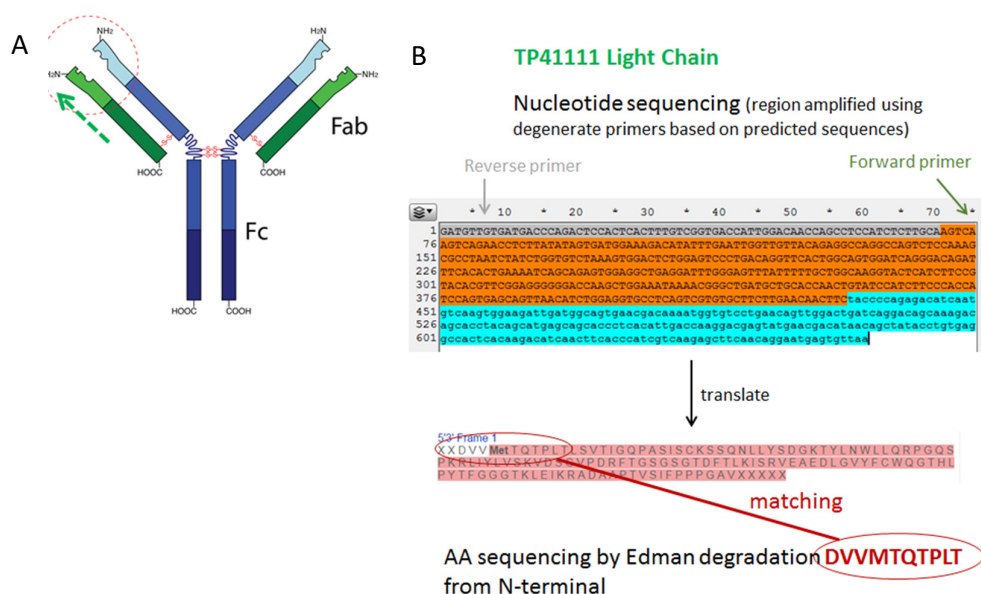 A
NH₂
H₂N
H₂N
NH₂
Fab
HOOC
COOH
Fc
HOOC
COOH
B
TP41111 Light Chain
Nucleotide sequencing (region amplified using
degenerate primers based on predicted sequences)
Reverse primer
Forward primer
* 10 * 20 * 30 * 40 * 50 * 60 * 70 *
1 GATGTTGTGATGACCCAGACTCCACTCACTTTGTCGGTGACCATTGGACAACCAGCCTCCATCTCTTGCAAGTCA
76 AGTCAGAACCTCTTATATAGTGATGGAAAGACATATTTGAATTGGTTGTTACAGAGGCCAGGCCAGTCTCCAAAG
151 CGCCTAATCTATCTGGTGTCTAAAGTGGACTCTGGAGTCCCTGACAGGTTCACTGGCAGTGGATCAGGGACAGAT
226 TTCACACTGAAAATCAGCAGAGTGGAGGCTGAGGATTTGGGAGTTTATTTTTGCTGGCAAGGTACTCATCTTCCG
301 TACACGTTCGGAGGGGGGACCAAGCTGGAAATAAAACGGGCTGATGCTGCACCAACTGTATCCATCTTCCCACCA
376 TCCAGTGAGCAGTTAACATCTGGAGGTGCCTCAGTCGTGTGCTTCTTGAACAACTTCtaccccagagacatcaat
451 gtcaagtggaagattgatggcagtgaacgacaaaatggtgtcctgaacagttggactgatcaggacagcaaagac
526 agcacctacagcatgagcagcaccctcacattgaccaaggacgagtatgaacgacataacagctatacctgtgag
601 gccactcacaagacatcaacttcacccatcgtcaagagcttcaacaggaatgagtgttaa
translate
5'3' Frame 1
X X D V V Met T Q T P L T L S V T I G Q P A S I S C K S S Q N L L Y S D G K T Y L N W L L Q R P G Q S
P K R L I Y L V S K V D S G V P D R F T G S G S G T D F T L K I S R V E A E D L G V Y F C W Q G T H L
P Y T F G G G T K L E I K R A D A A P T V S I F P P P G A V X X X X X
matching
AA sequencing by Edman degradation DVVMTQTPLT
from N-terminal